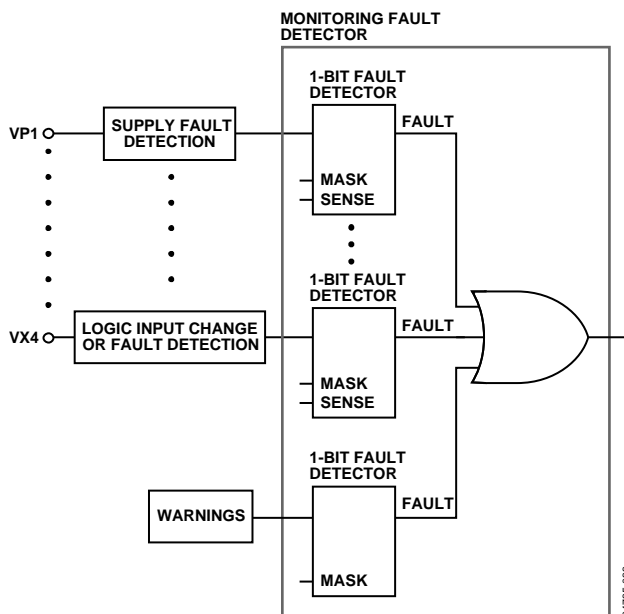 MONITORING FAULT
DETECTOR
1-BIT FAULT
DETECTOR
VP1
SUPPLY FAULT
DETECTION
FAULT
MASK
SENSE
1-BIT FAULT
DETECTOR
VX4
LOGIC INPUT CHANGE
OR FAULT DETECTION
FAULT
MASK
SENSE
1-BIT FAULT
DETECTOR
WARNINGS
FAULT
MASK